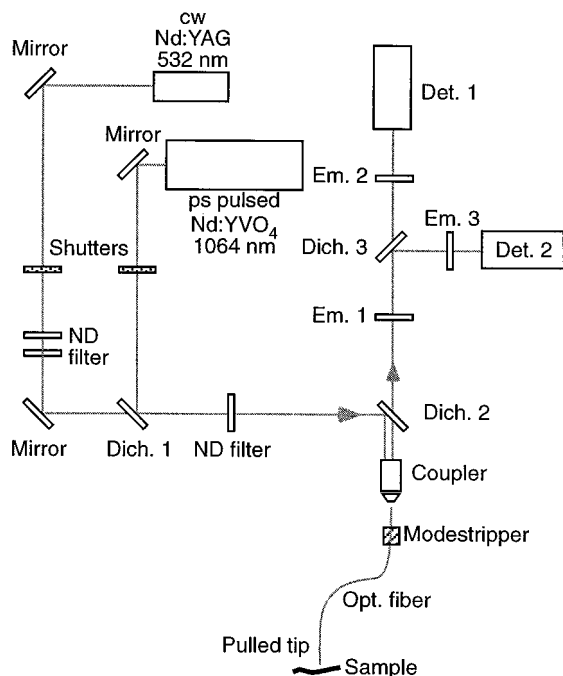 cw
Nd:YAG
532 nm
Mirror
Det. 1
Mirror
Em. 2
ps pulsed
Nd:YVO₄
1064 nm
Em. 3
Dich. 3
Det. 2
Shutters
Em. 1
ND
filter
Mirror
Dich. 1
ND filter
Dich. 2
Coupler
Modestripper
Opt. fiber
Pulled tip
Sample